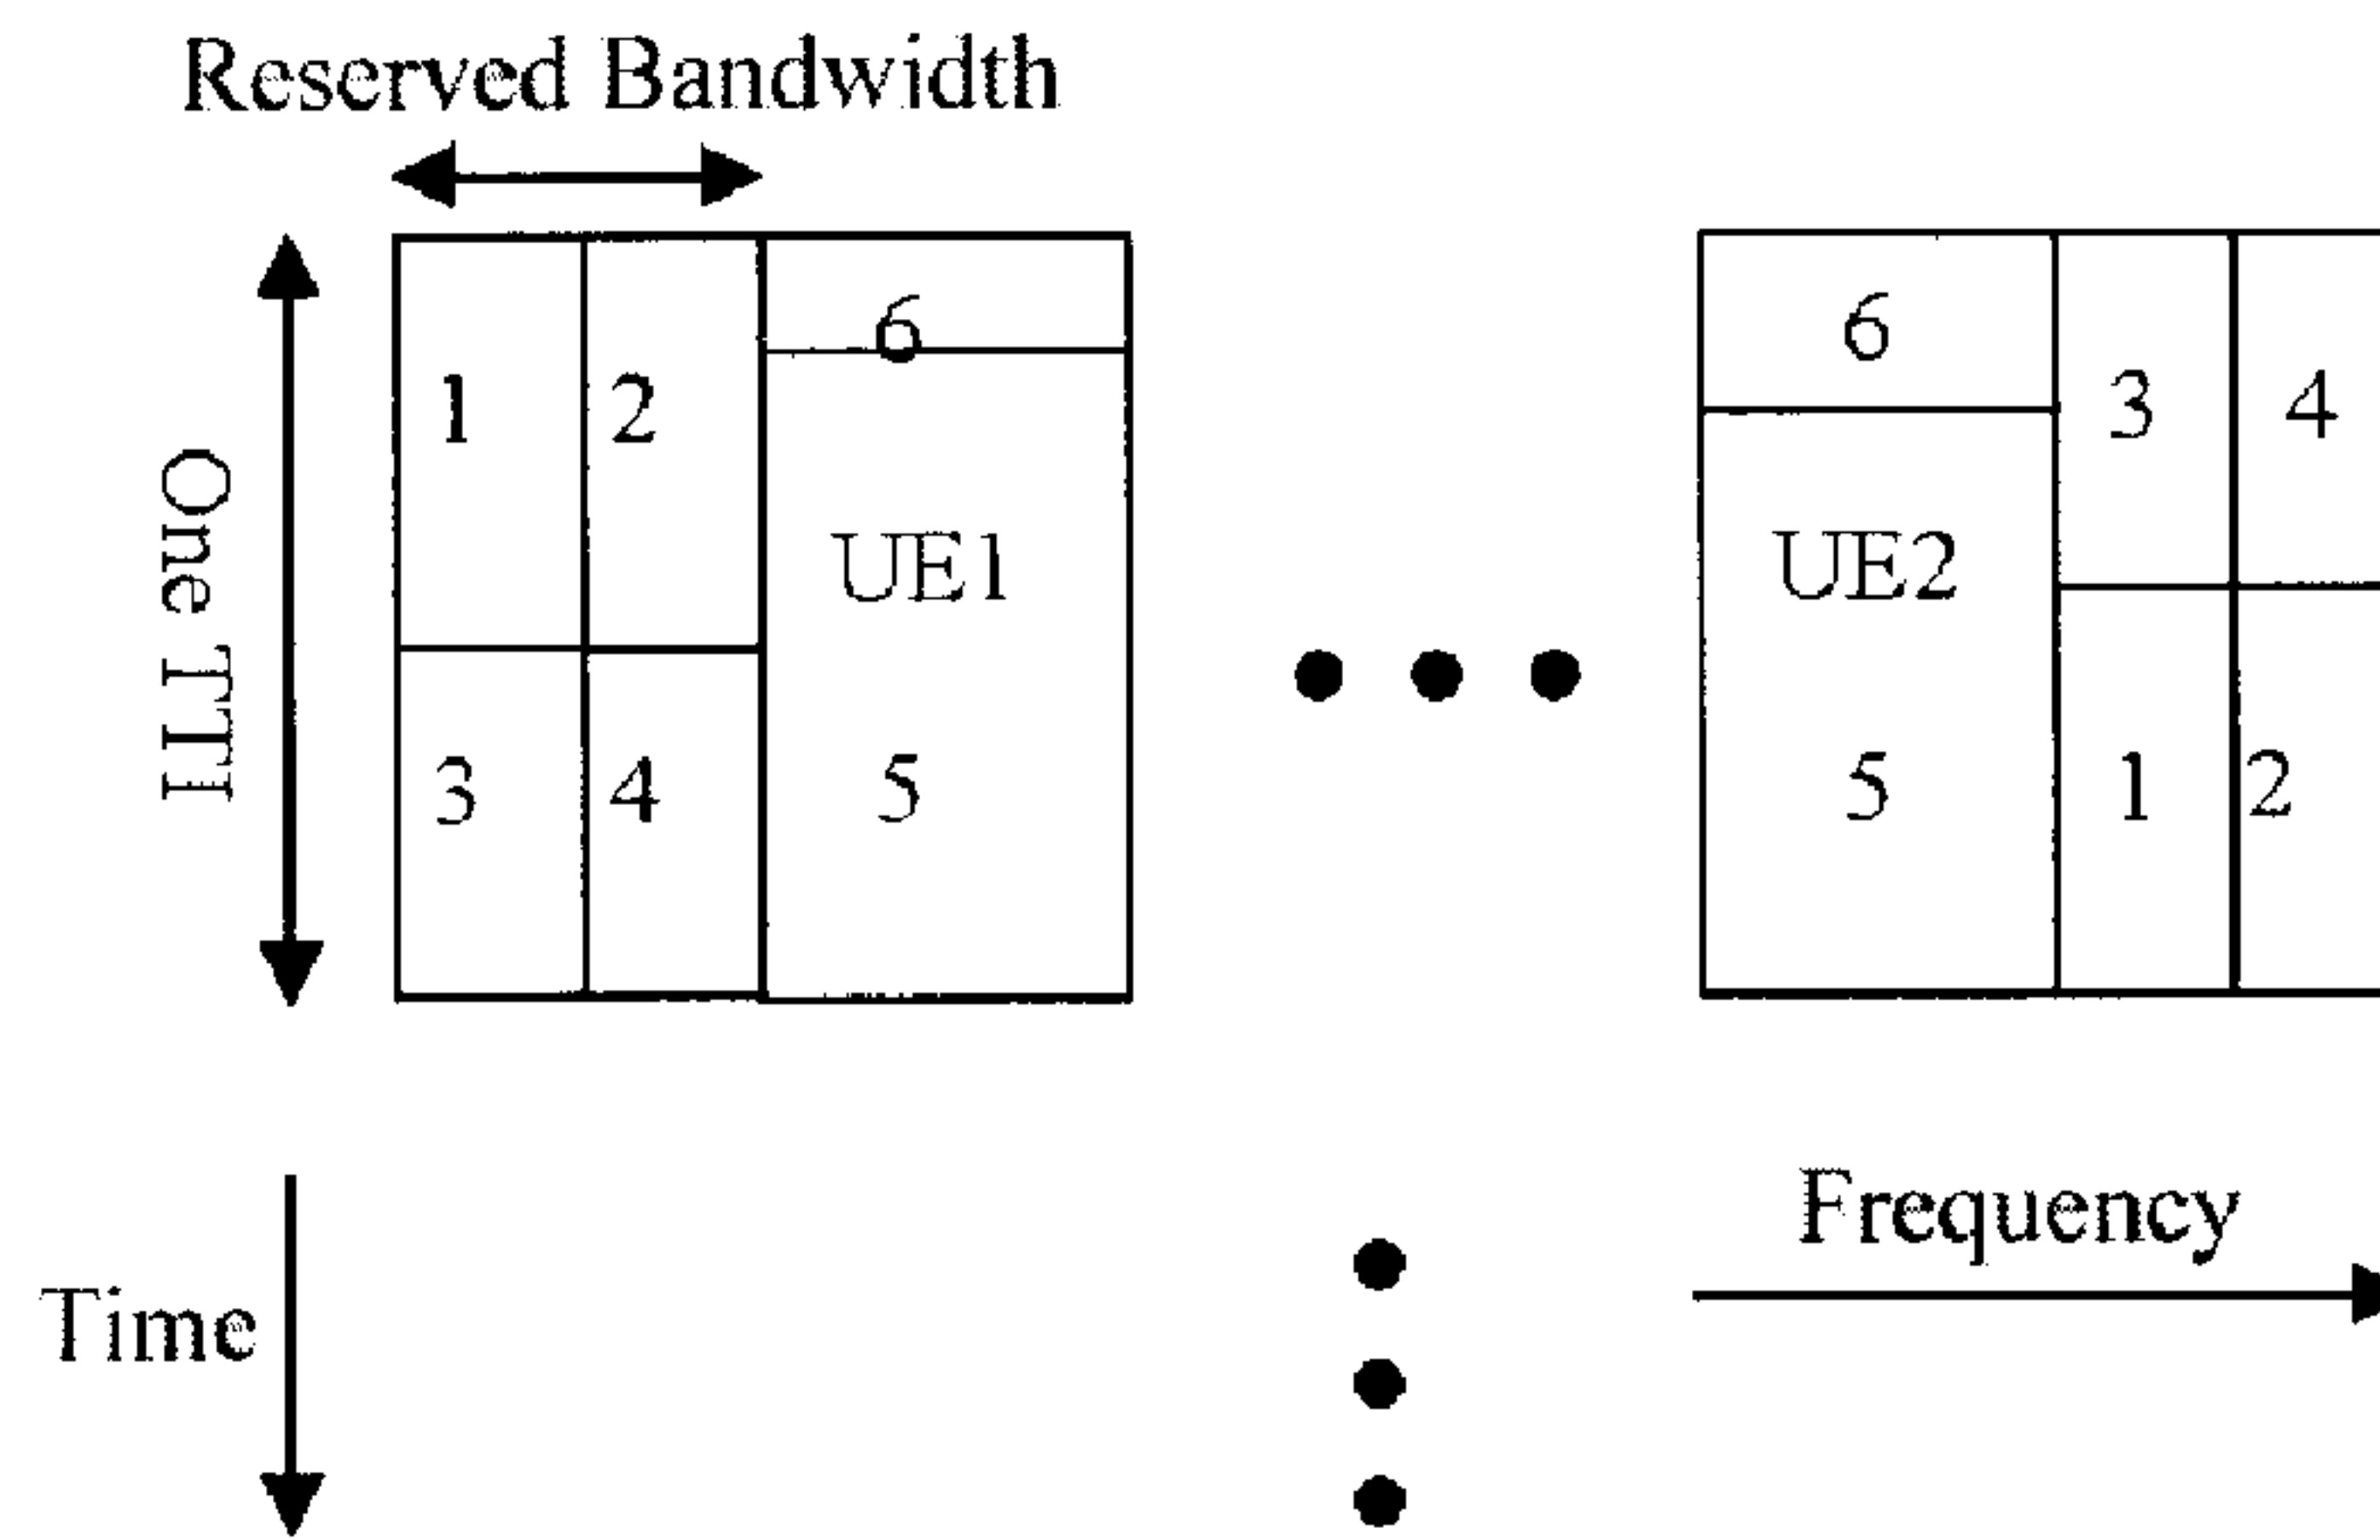 Reserved Bandwidth
One TTI
1 2 6
UE1
3 4 5
6 3 4
UE2
5 1 2
Frequency
Time